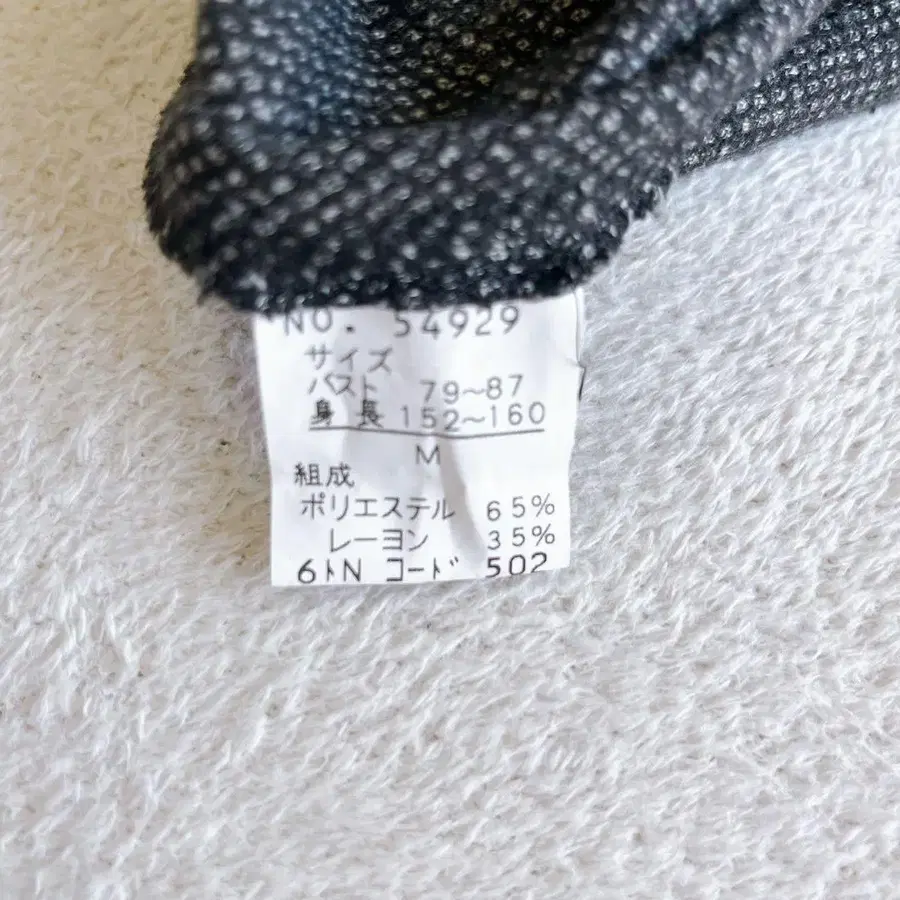 NO. 54929
サイズ
バスト 79～87
身長 152～160
M
組成
ポリエステル 65%
レーヨン 35%
6トN コード 502